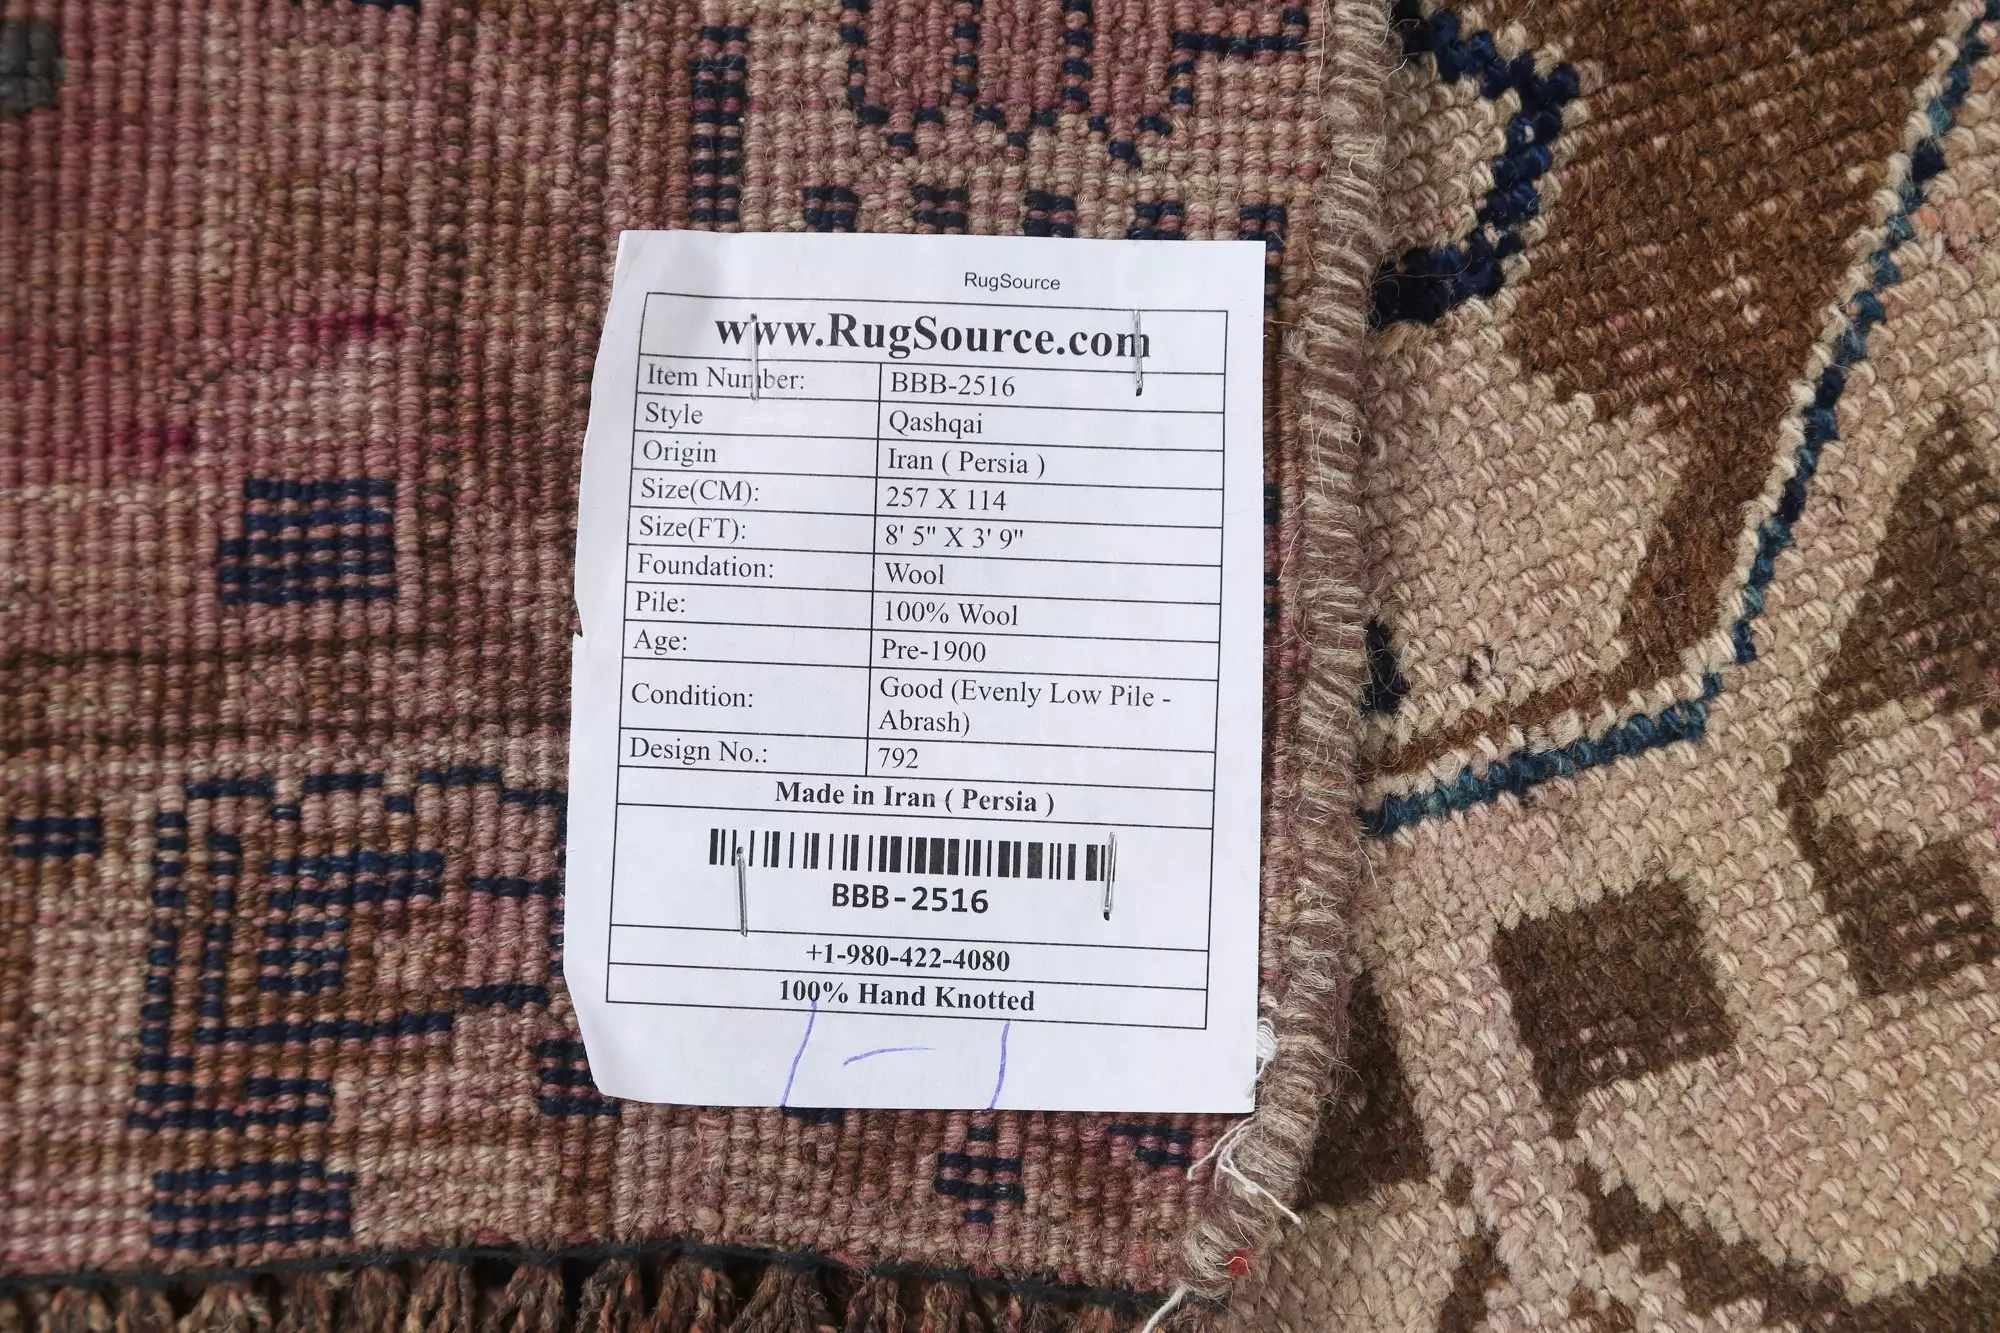 RugSource
www.RugSource.com
Item Number: BBB-2516
Style Qashqai
Origin Iran ( Persia )
Size(CM): 257 X 114
Size(FT): 8' 5" X 3' 9"
Foundation: Wool
Pile: 100% Wool
Age: Pre-1900
Condition: Good (Evenly Low Pile -
Abrash)
Design No.: 792
Made in Iran ( Persia )
BBB-2516
+1-980-422-4080
100% Hand Knotted
1-1